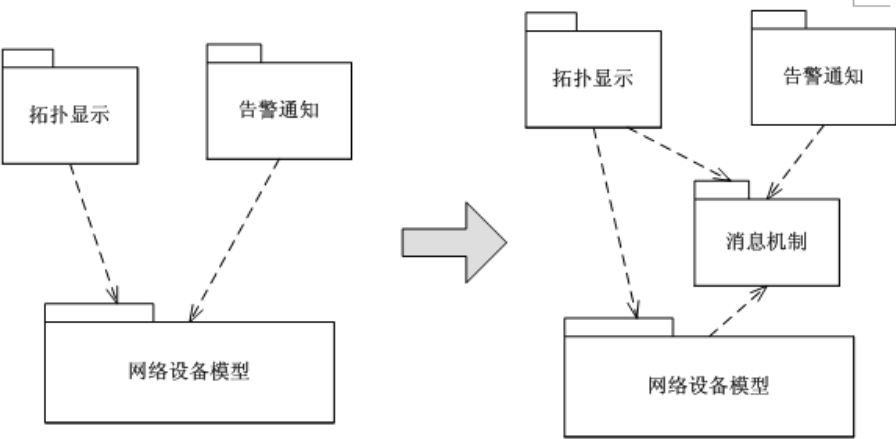 拓扑显示
告警通知
网络设备模型
拓扑显示
告警通知
消息机制
网络设备模型